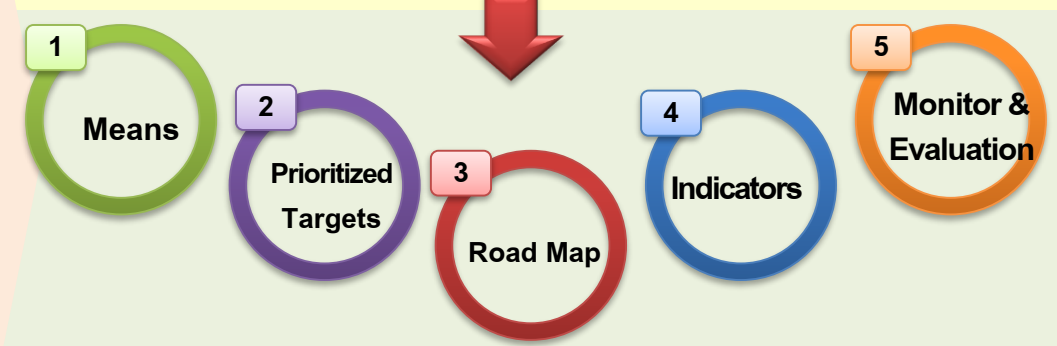 1
Means
2
Prioritized
Targets
3
Road Map
4
Indicators
5
Monitor &
Evaluation